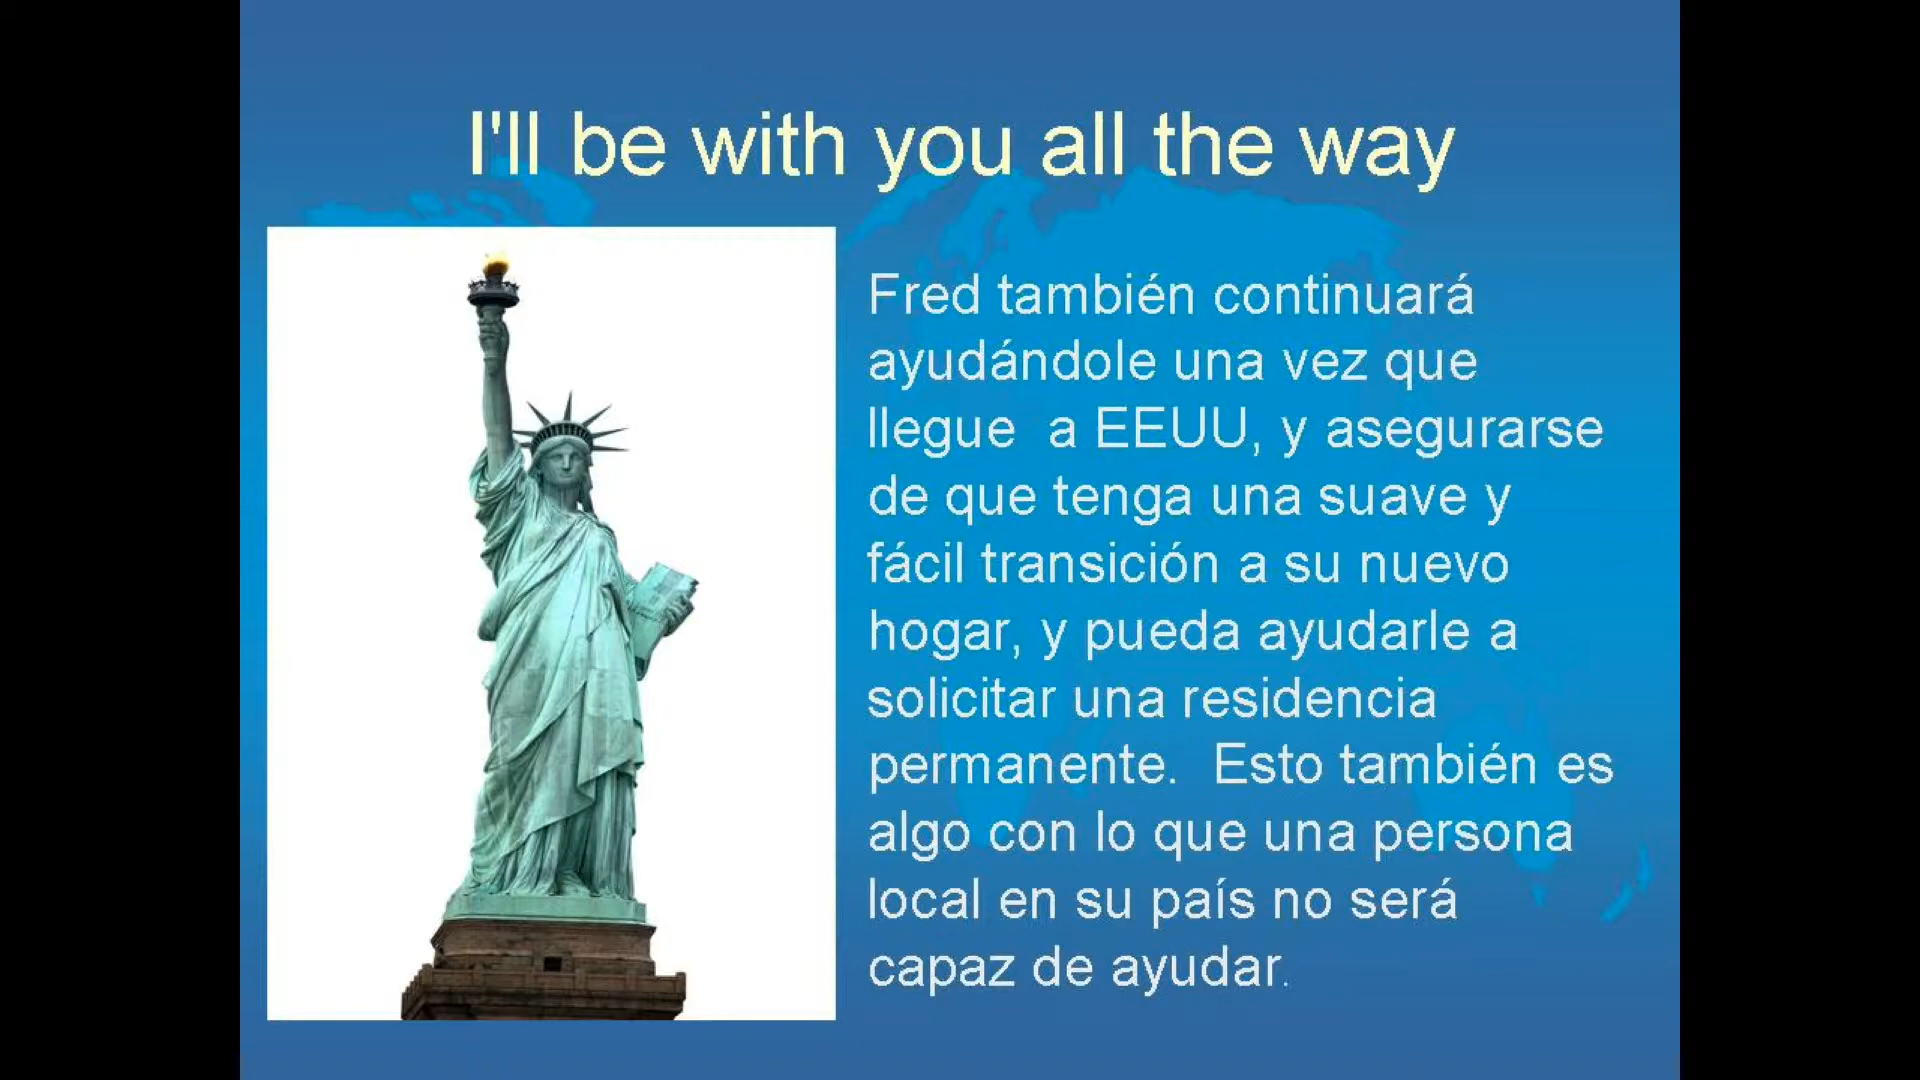 I'll be with you all the way
Fred también continuará
ayudándole una vez que
llegue  a EEUU, y asegurarse
de que tenga una suave y
fácil transición a su nuevo
hogar, y pueda ayudarle a
solicitar una residencia
permanente.  Esto también es
algo con lo que una persona
local en su país no será
capaz de ayudar.